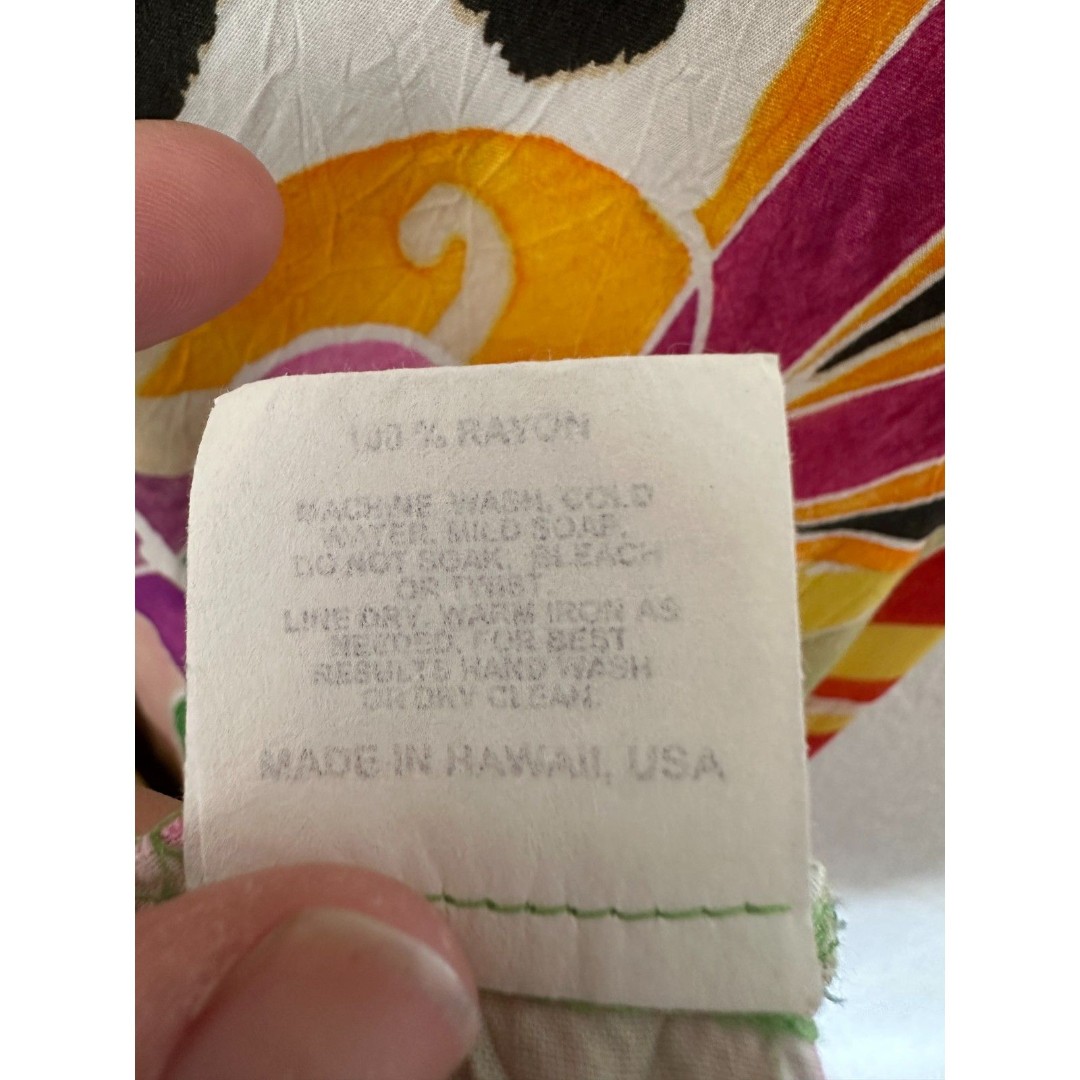 100 % RAYON
MACHINE WASH, COLD
WATER, MILD SOAP.
DO NOT SOAK, BLEACH
OR TWIST.
LINE DRY. WARM IRON AS
NEEDED. FOR BEST
RESULTS HAND WASH
OR DRY CLEAN.
MADE IN HAWAII, USA